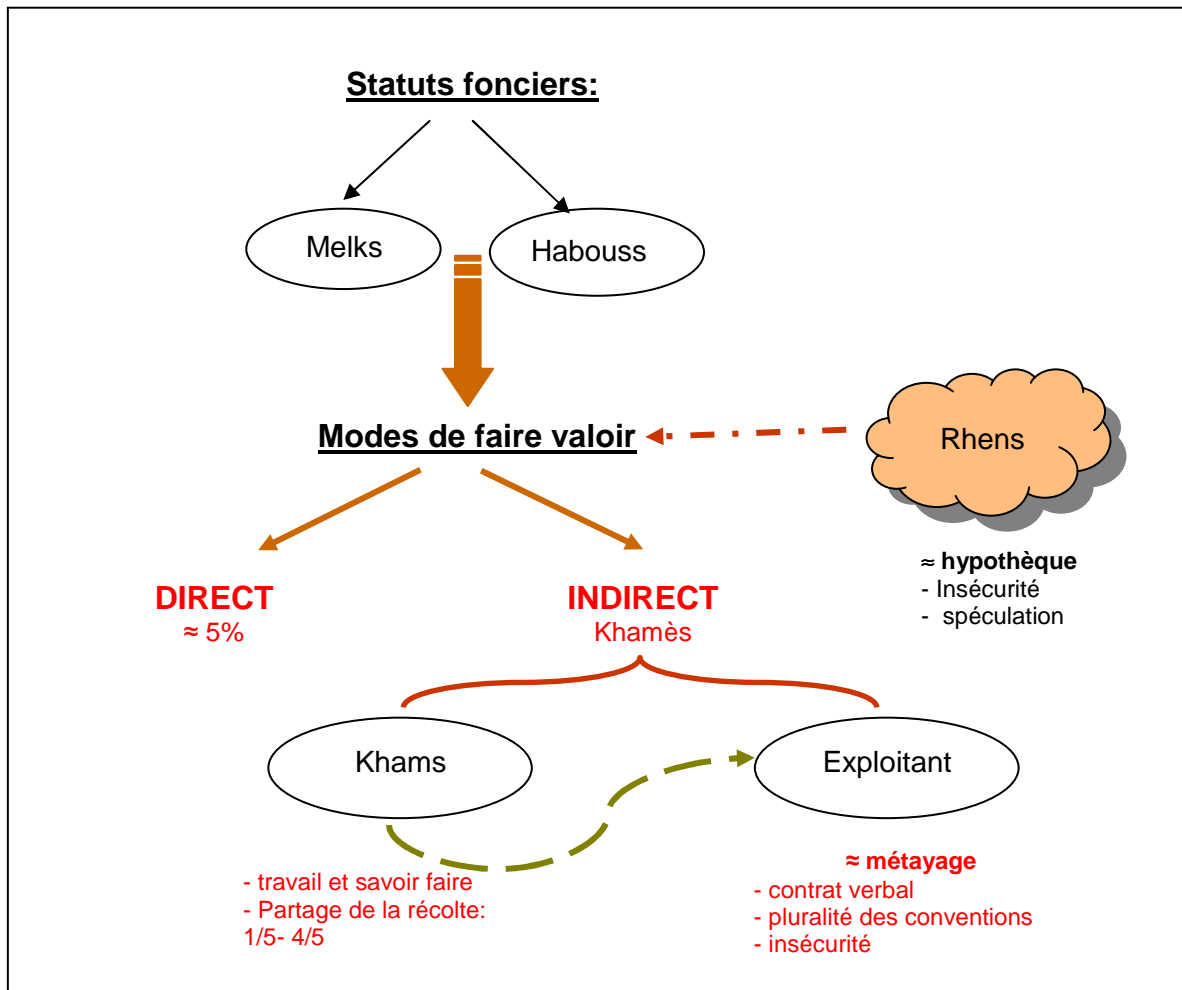 Statuts fonciers:
Melks
Habouss
Modes de faire valoir
Rhens
≈ hypothèque
- Insécurité
- spéculation
DIRECT
≈ 5%
INDIRECT
Khamès
Khams
Exploitant
- travail et savoir faire
- Partage de la récolte:
1/5- 4/5
≈ métayage
- contrat verbal
- pluralité des conventions
- insécurité